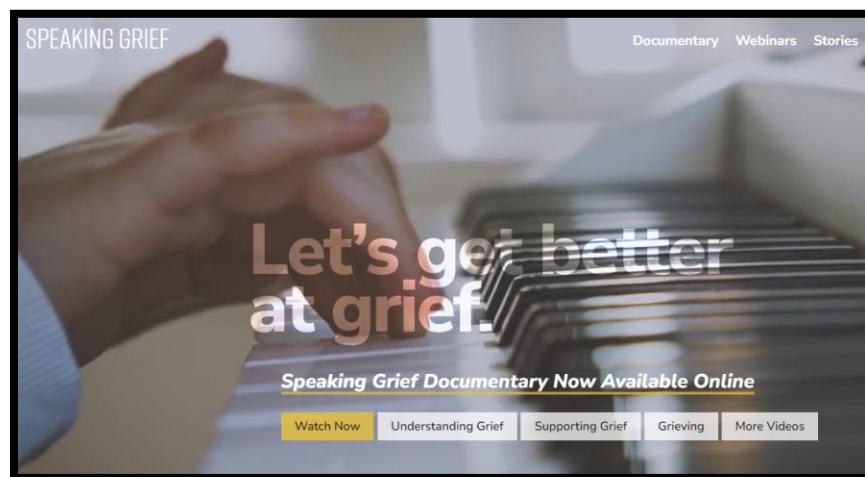 SPEAKING GRIEF
Documentary Webinars Stories
Let's get better
at grief.
Speaking Grief Documentary Now Available Online
Watch Now Understanding Grief Supporting Grief Grieving More Videos